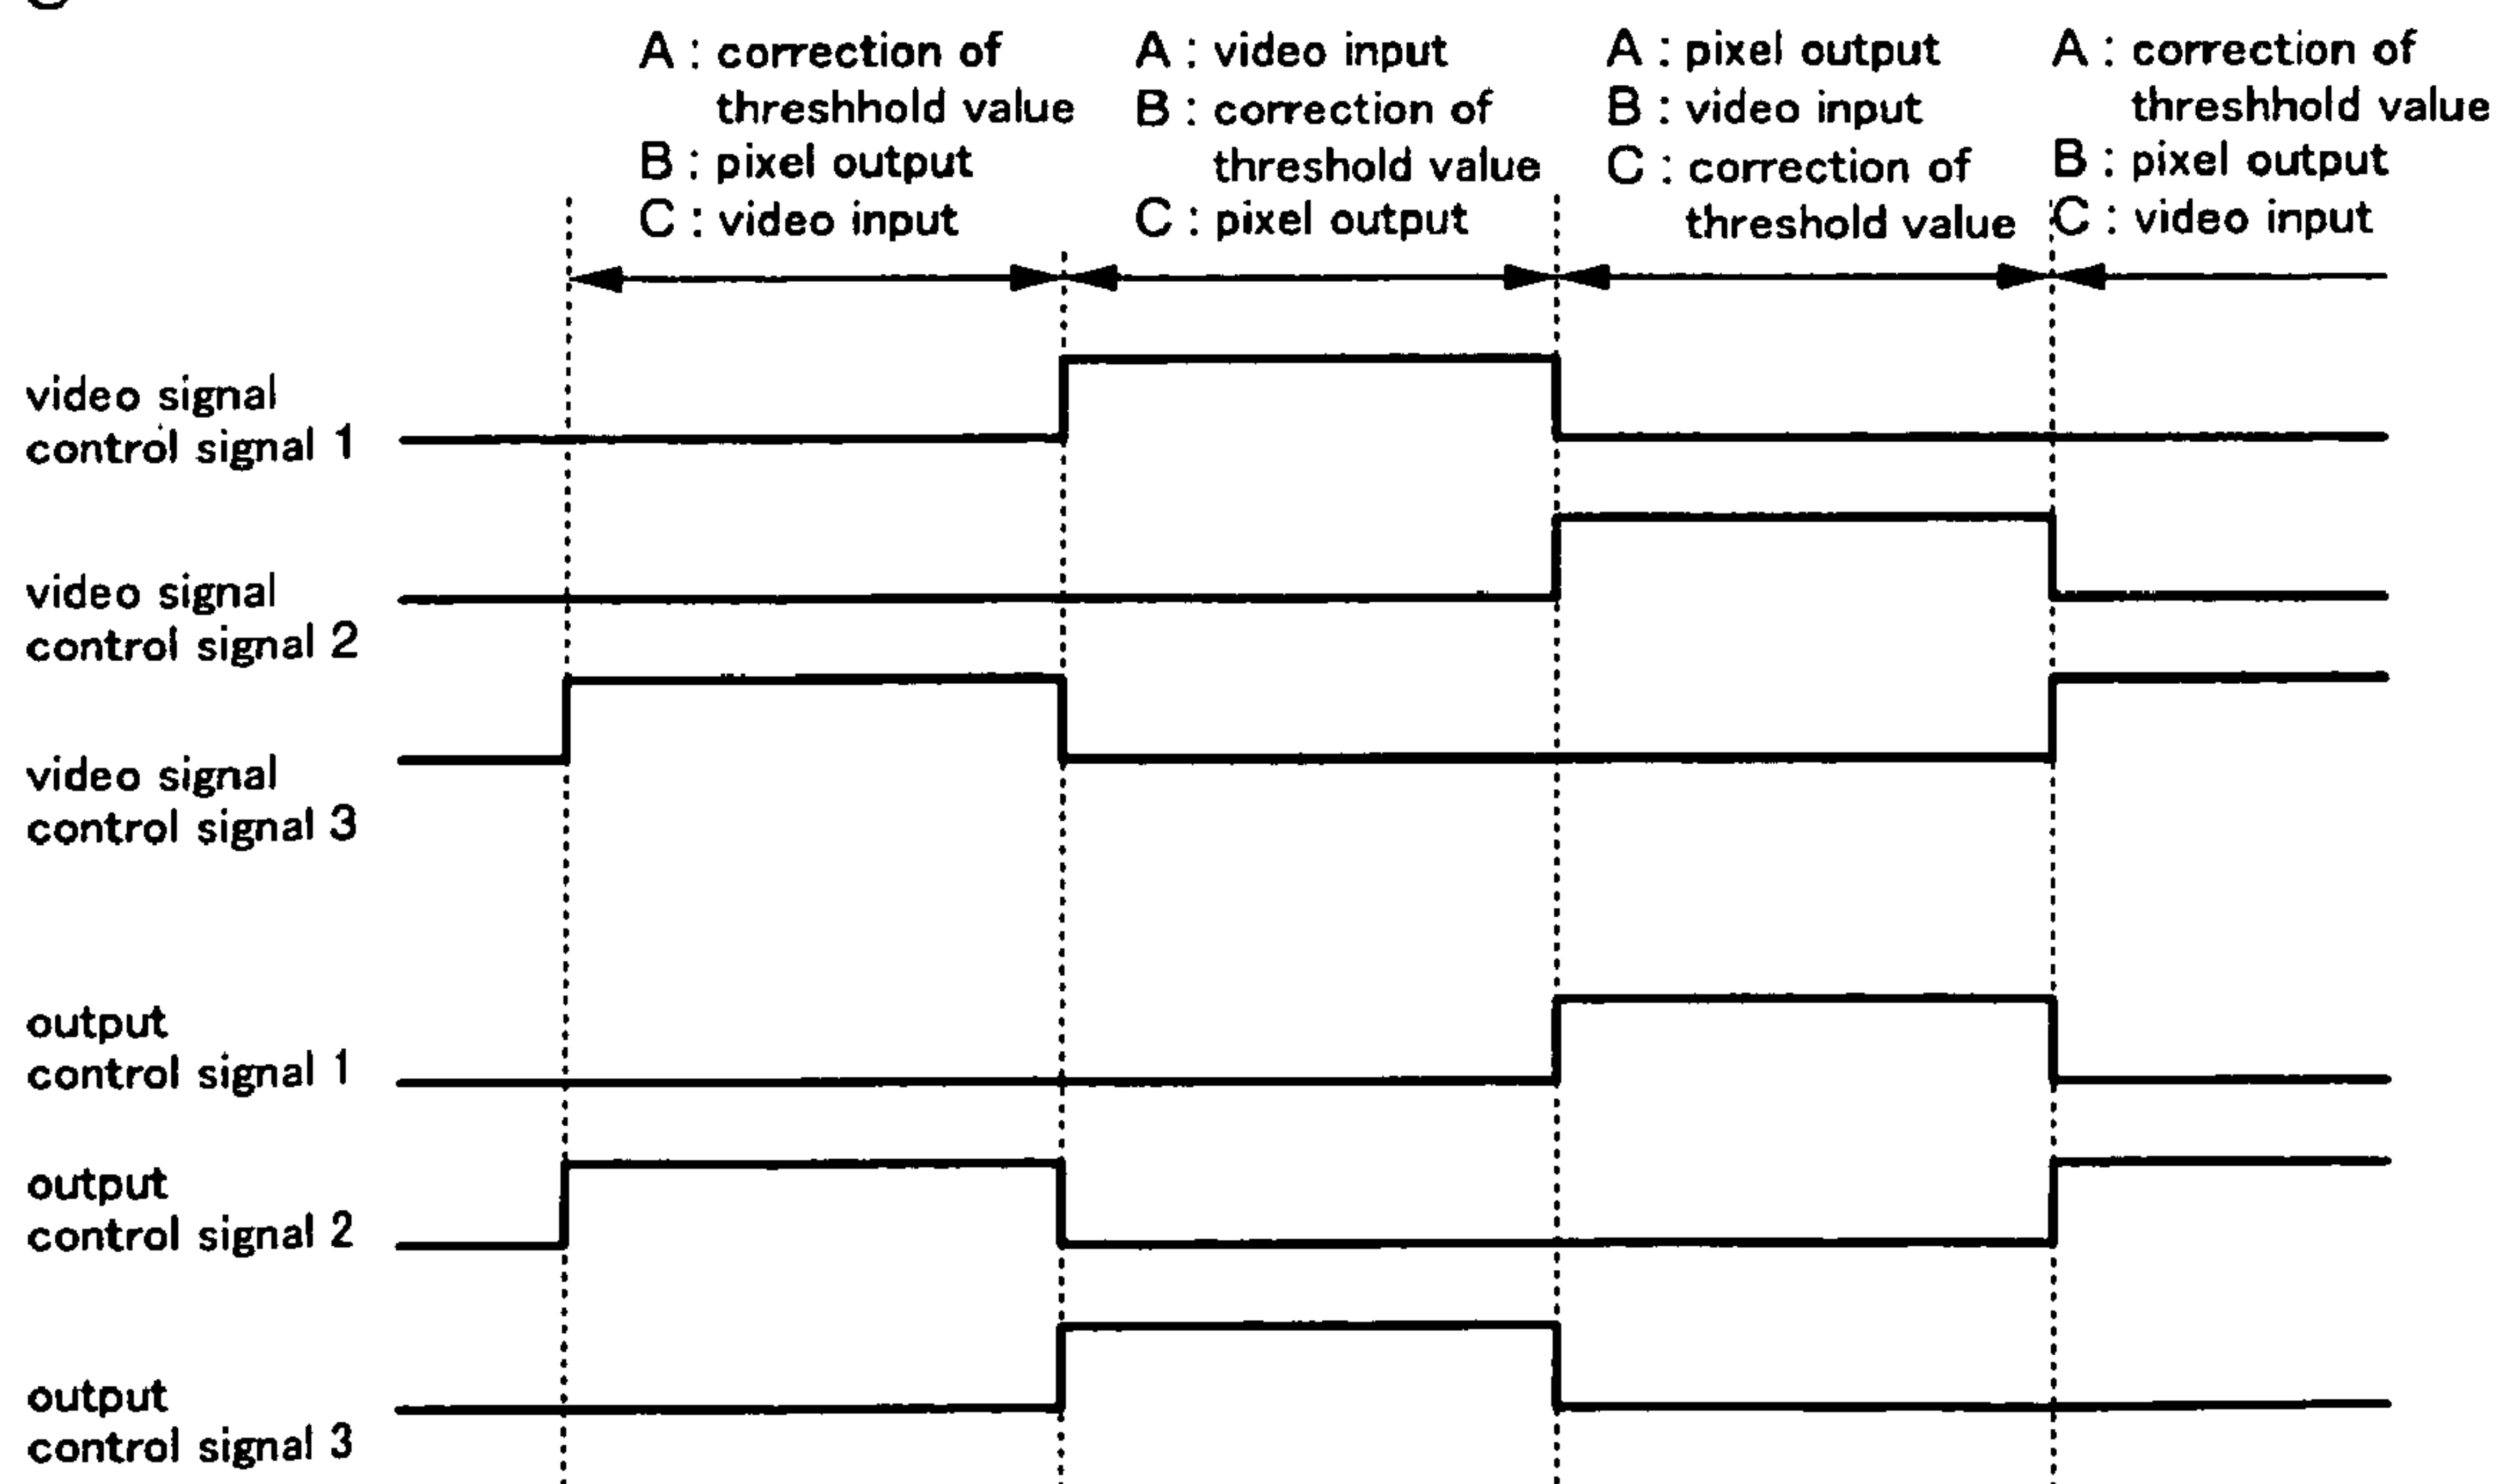 A : correction of
threshhold value
B : pixel output
C : video input
A : video input
B : correction of
threshold value
C : pixel output
A : pixel output
B : video input
C : correction of
threshold value
A : correction of
threshhold value
B : pixel output
C : video input
video signal
control signal 1
video signal
control signal 2
video signal
control signal 3
output
control signal 1
output
control signal 2
output
control signal 3